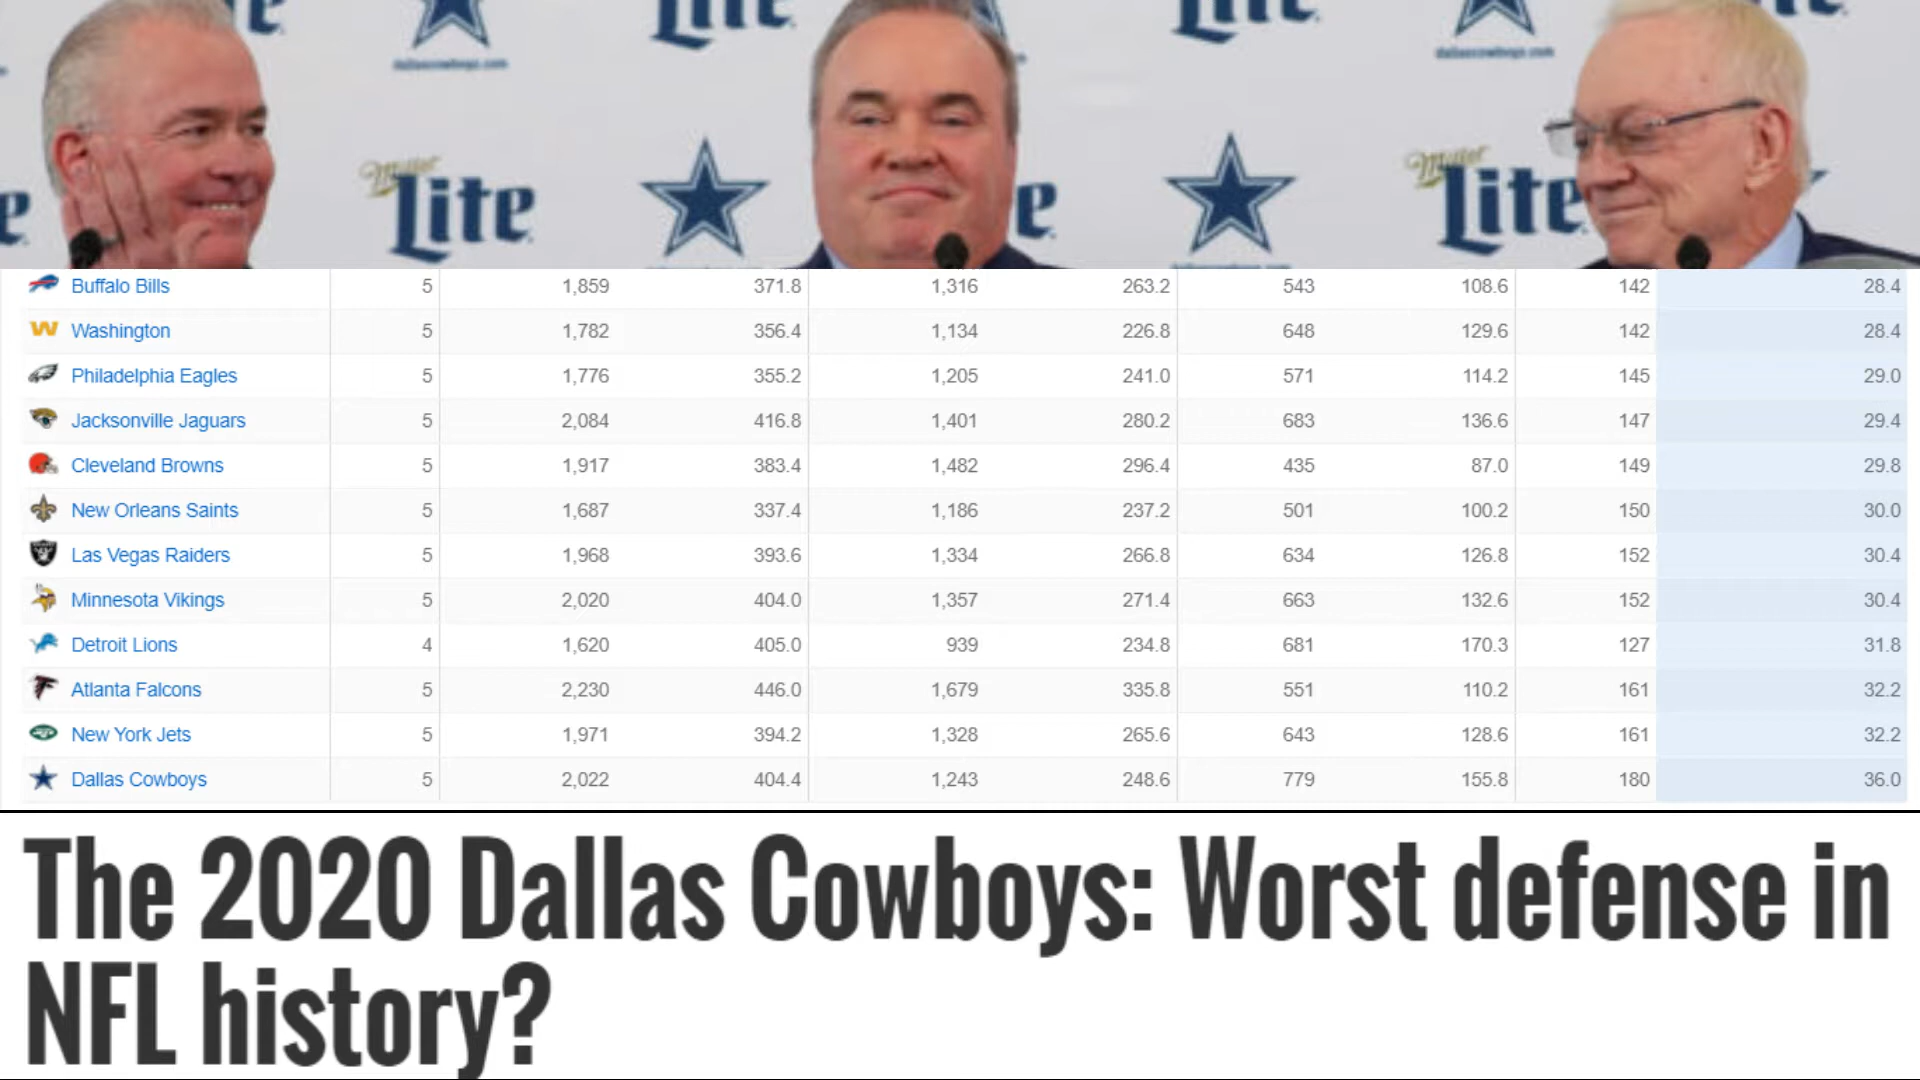 Lite Lite Lite
dallascowboys.com dallascowboys.com
Miller Miller
Lite Lite
Buffalo Bills 5 1,859 371.8 1,316 263.2 543 108.6 142 28.4
W Washington 5 1,782 356.4 1,134 226.8 648 129.6 142 28.4
Philadelphia Eagles 5 1,776 355.2 1,205 241.0 571 114.2 145 29.0
Jacksonville Jaguars 5 2,084 416.8 1,401 280.2 683 136.6 147 29.4
Cleveland Browns 5 1,917 383.4 1,482 296.4 435 87.0 149 29.8
New Orleans Saints 5 1,687 337.4 1,186 237.2 501 100.2 150 30.0
Las Vegas Raiders 5 1,968 393.6 1,334 266.8 634 126.8 152 30.4
Minnesota Vikings 5 2,020 404.0 1,357 271.4 663 132.6 152 30.4
Detroit Lions 4 1,620 405.0 939 234.8 681 170.3 127 31.8
Atlanta Falcons 5 2,230 446.0 1,679 335.8 551 110.2 161 32.2
New York Jets 5 1,971 394.2 1,328 265.6 643 128.6 161 32.2
Dallas Cowboys 5 2,022 404.4 1,243 248.6 779 155.8 180 36.0
The 2020 Dallas Cowboys: Worst defense in
NFL history?